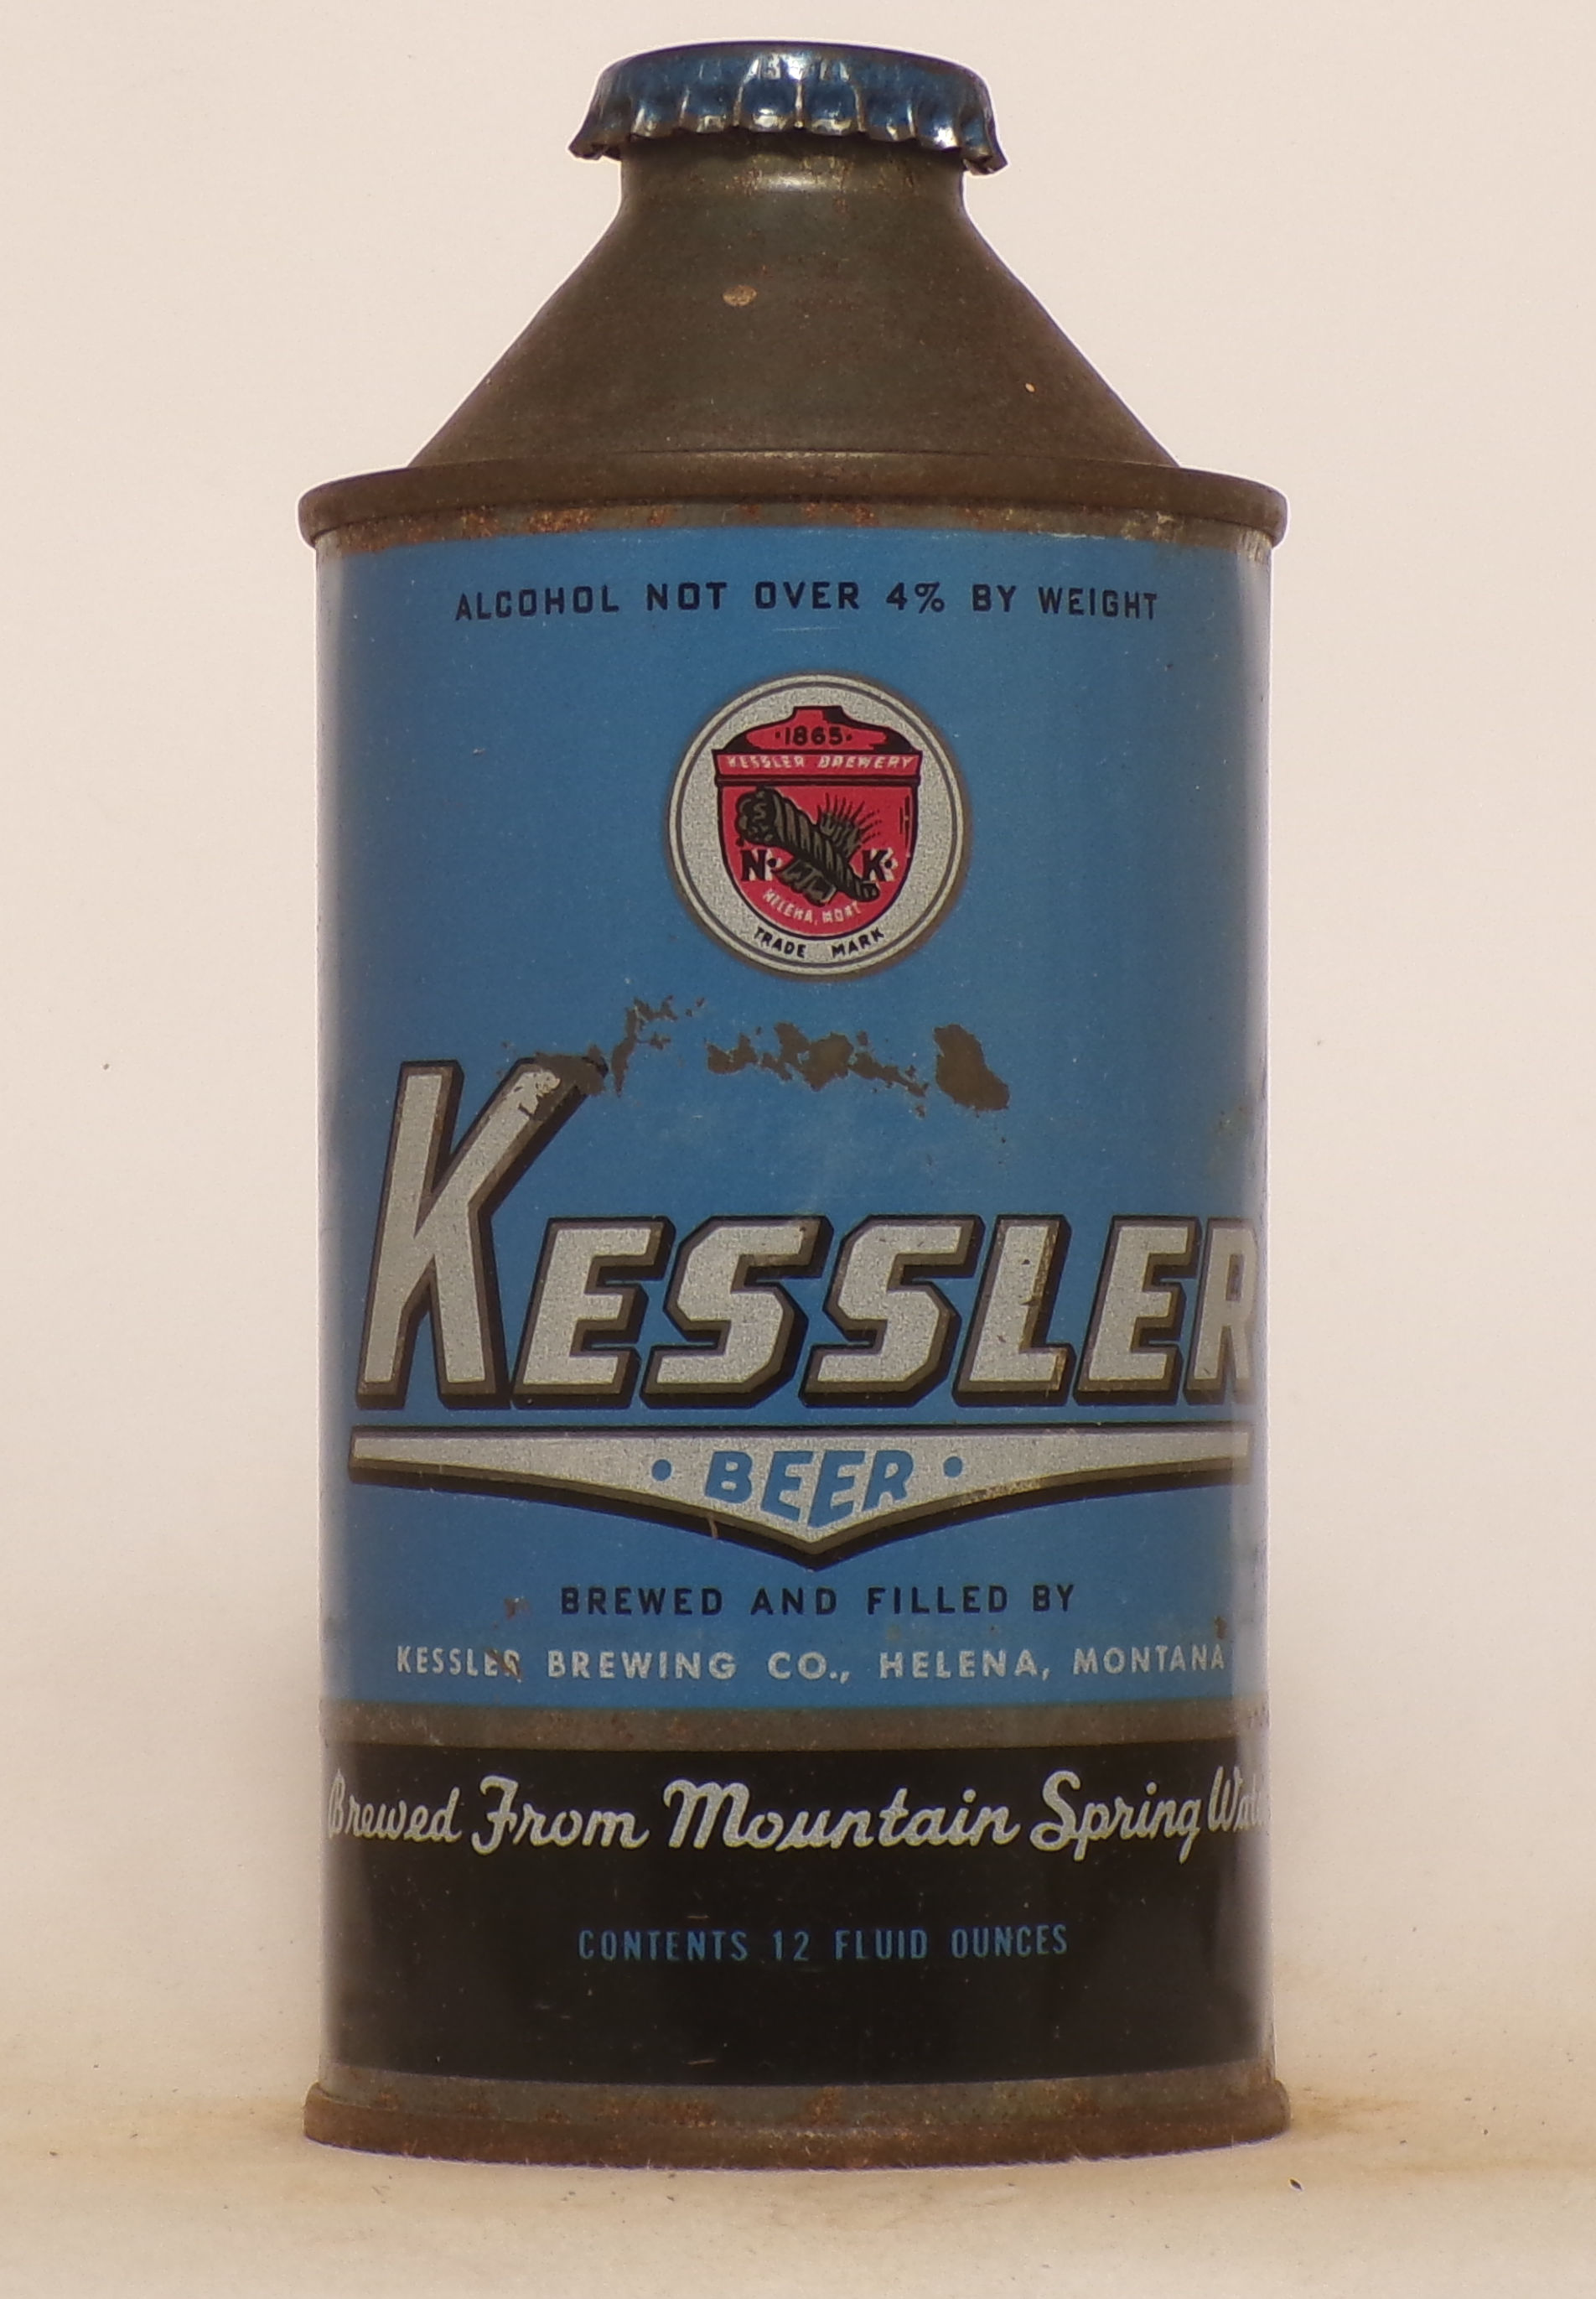 ALCOHOL NOT OVER 4% BY WEIGHT
·1865·
KESSLER BREWERY
N· K·
HELENA, MONT
TRADE MARK
KESSLER
• BEER •
BREWED AND FILLED BY
KESSLER BREWING CO., HELENA, MONTANA
Brewed From Mountain Spring
CONTENTS 12 FLUID OUNCES